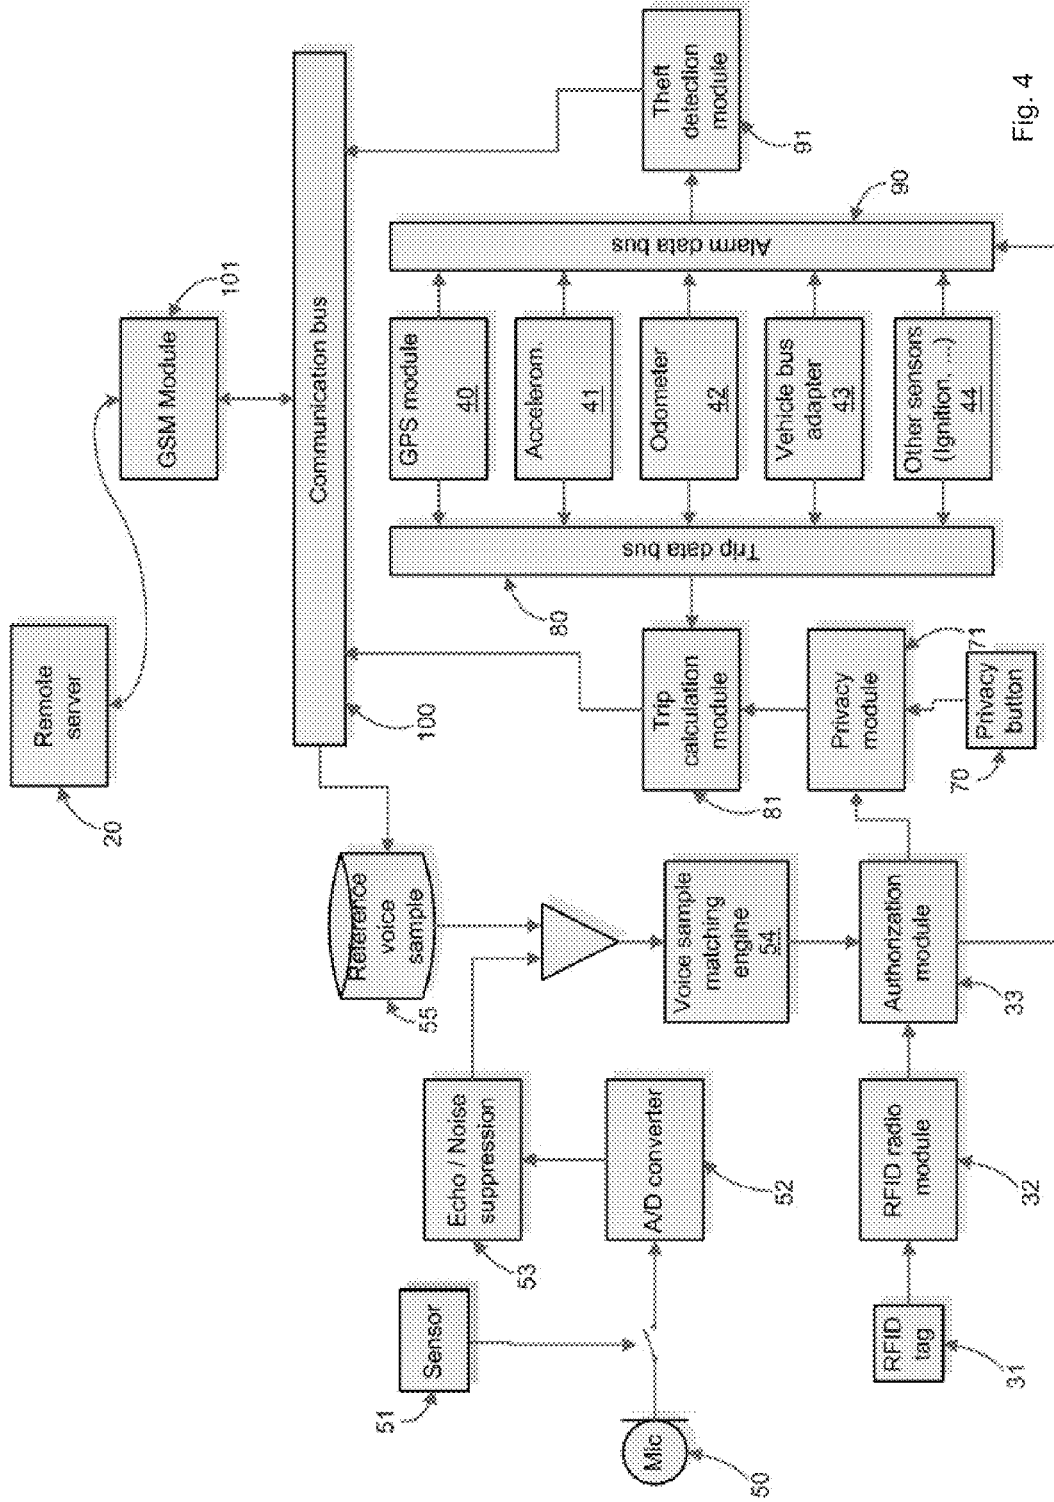 Remote
server
20
GSM Module
101
Communication bus
100
Reference
voice
sample
55
Sensor
51
Mic
50
Echo / Noise
suppression
53
A/D converter
52
Voice sample
matching
engine
54
RFID
tag
31
RFID radio
module
32
Authorization
module
33
Trip
calculation
module
81
Privacy
module
71
Privacy
button
70
Trip data bus
80
GPS module
40
Accelerom.
41
Odometer
42
Vehicle bus
adapter
43
Other sensors
(Ignition, ...)
44
Alarm data bus
90
Theft
detection
module
91
Fig. 4